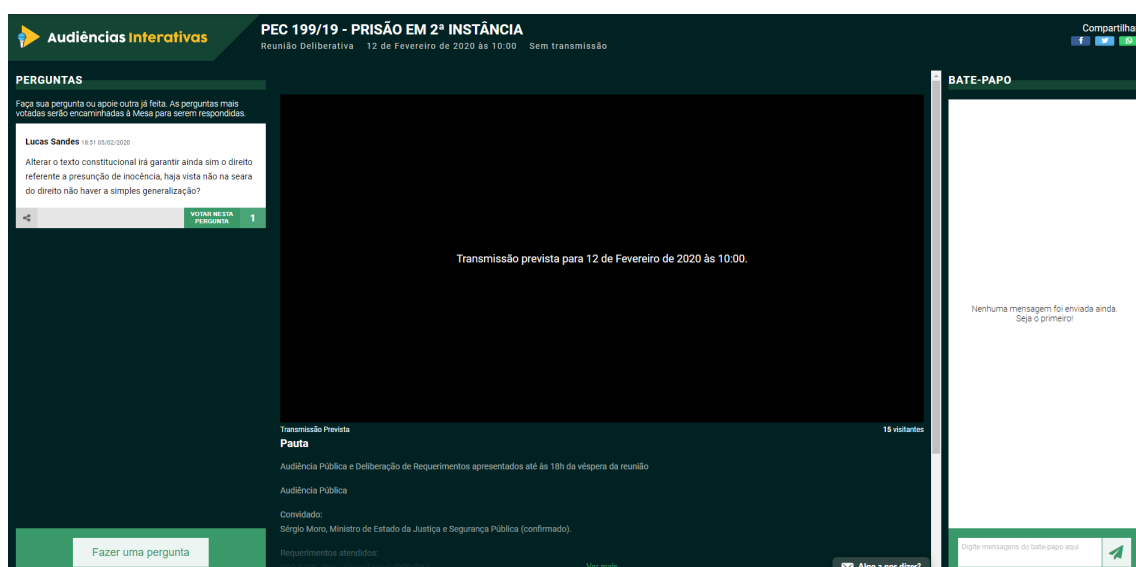 Audiências Interativas
PEC 199/19 - PRISÃO EM 2ª INSTÂNCIA
Reunião Deliberativa 12 de Fevereiro de 2020 às 10:00 Sem transmissão
Compartilhar
PERGUNTAS
Faça sua pergunta ou apoie outra já feita. As perguntas mais
votadas serão encaminhadas à Mesa para serem respondidas.
Lucas Sandes 18:51 05/02/2020
Alterar o texto constitucional irá garantir ainda sim o direito
referente a presunção de inocência, haja vista não na seara
do direito não haver a simples generalização?
VOTAR NESTA
PERGUNTA
1
Fazer uma pergunta
Transmissão prevista para 12 de Fevereiro de 2020 às 10:00.
Transmissão Prevista
15 visitantes
Pauta
Audiência Pública e Deliberação de Requerimentos apresentados até às 18h da véspera da reunião
Audiência Pública
Convidado:
Sérgio Moro, Ministro de Estado da Justiça e Segurança Pública (confirmado).
Requerimentos atendidos:
Ver mais
Algo a nos dizer?
BATE-PAPO
Nenhuma mensagem foi enviada ainda.
Seja o primeiro!
Digite mensagens do bate-papo aqui